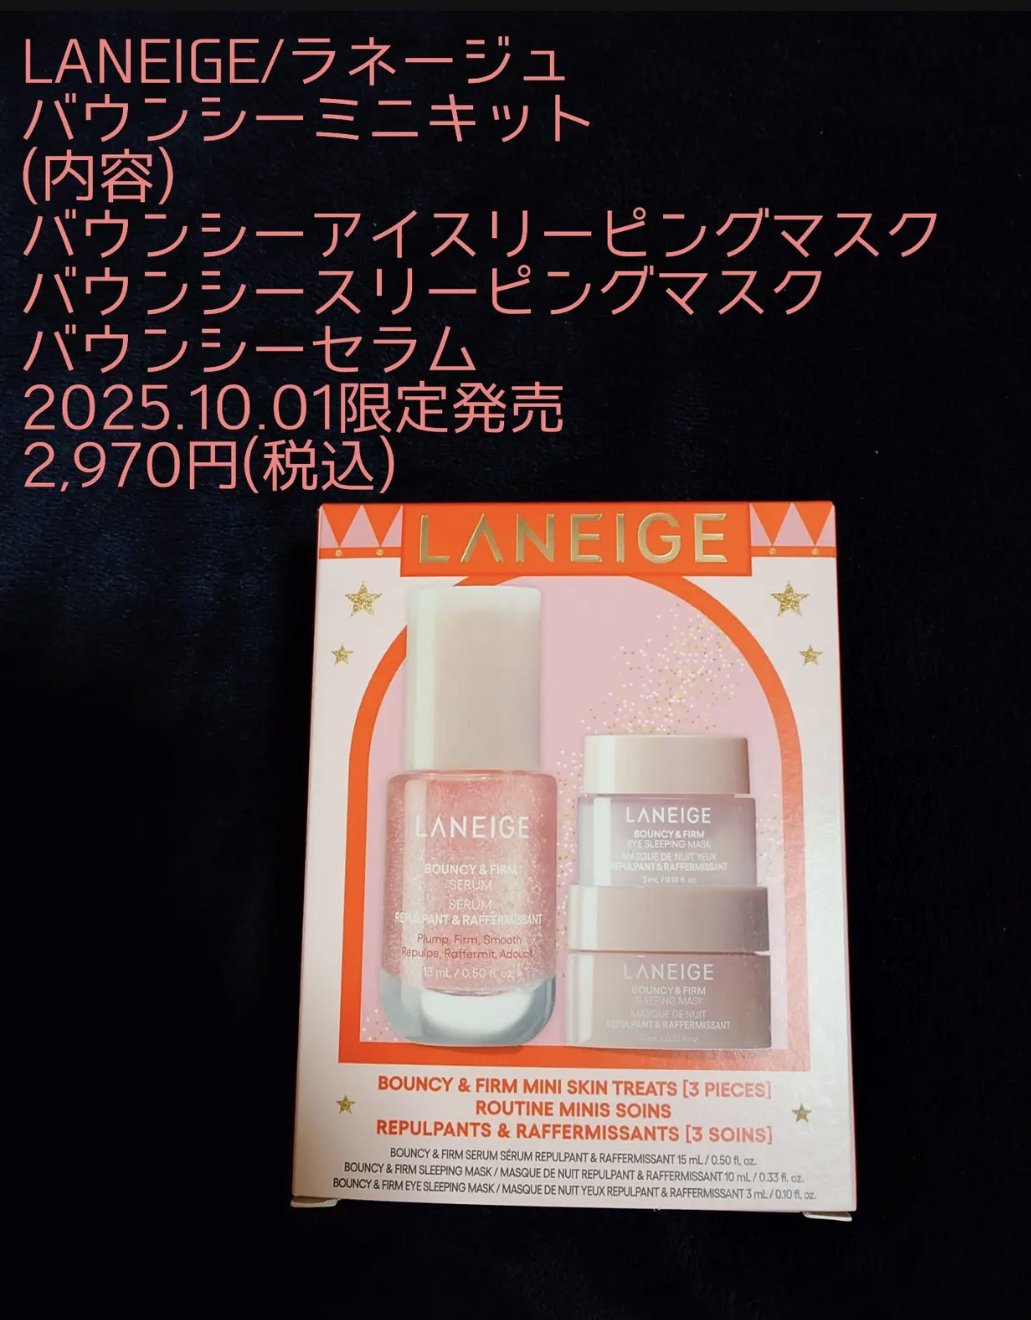 LANEIGE/ラネージュ
バウンシーミニキット
(内容)
バウンシーアイスリーピングマスク
バウンシースリーピングマスク
バウンシーセラム
2025.10.01限定発売
2,970円(税込)
LANEIGE
LANEIGE
BOUNCY & FIRM
SERUM
SÉRUM
REPULPANT & RAFFERMISSANT
Plump, Firm, Smooth
Repulpe, Raffermit, Adoucit
15 mL / 0.50 fl. oz.
LANEIGE
BOUNCY & FIRM
EYE SLEEPING MASK
MASQUE DE NUIT YEUX
REPULPANT & RAFFERMISSANT
3 mL / 0.10 fl. oz.
LANEIGE
BOUNCY & FIRM
SLEEPING MASK
MASQUE DE NUIT
REPULPANT & RAFFERMISSANT
10 mL / 0.33 fl. oz.
BOUNCY & FIRM MINI SKIN TREATS [3 PIECES]
ROUTINE MINIS SOINS
REPULPANTS & RAFFERMISSANTS [3 SOINS]
BOUNCY & FIRM SERUM SÉRUM REPULPANT & RAFFERMISSANT 15 mL / 0.50 fl. oz.
BOUNCY & FIRM SLEEPING MASK / MASQUE DE NUIT REPULPANT & RAFFERMISSANT 10 mL / 0.33 fl. oz.
BOUNCY & FIRM EYE SLEEPING MASK / MASQUE DE NUIT YEUX REPULPANT & RAFFERMISSANT 3 mL / 0.10 fl. oz.